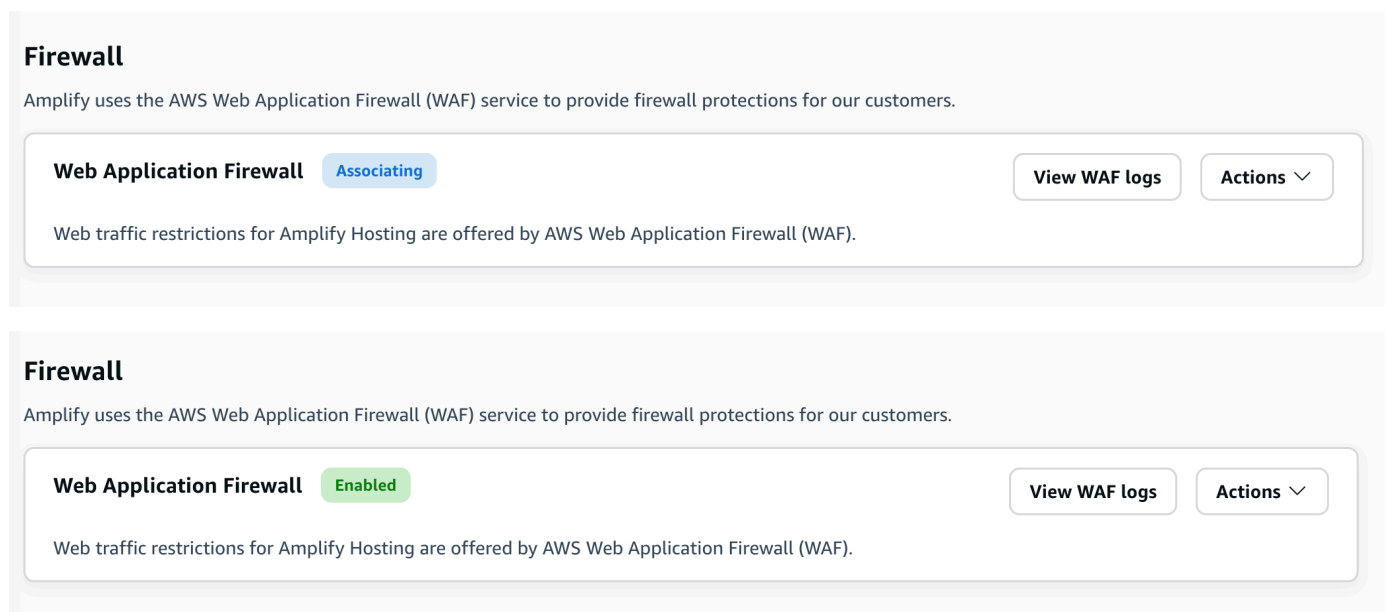 Firewall
Amplify uses the AWS Web Application Firewall (WAF) service to provide firewall protections for our customers.
Web Application Firewall Associating View WAF logs Actions
Web traffic restrictions for Amplify Hosting are offered by AWS Web Application Firewall (WAF).
Firewall
Amplify uses the AWS Web Application Firewall (WAF) service to provide firewall protections for our customers.
Web Application Firewall Enabled View WAF logs Actions
Web traffic restrictions for Amplify Hosting are offered by AWS Web Application Firewall (WAF).